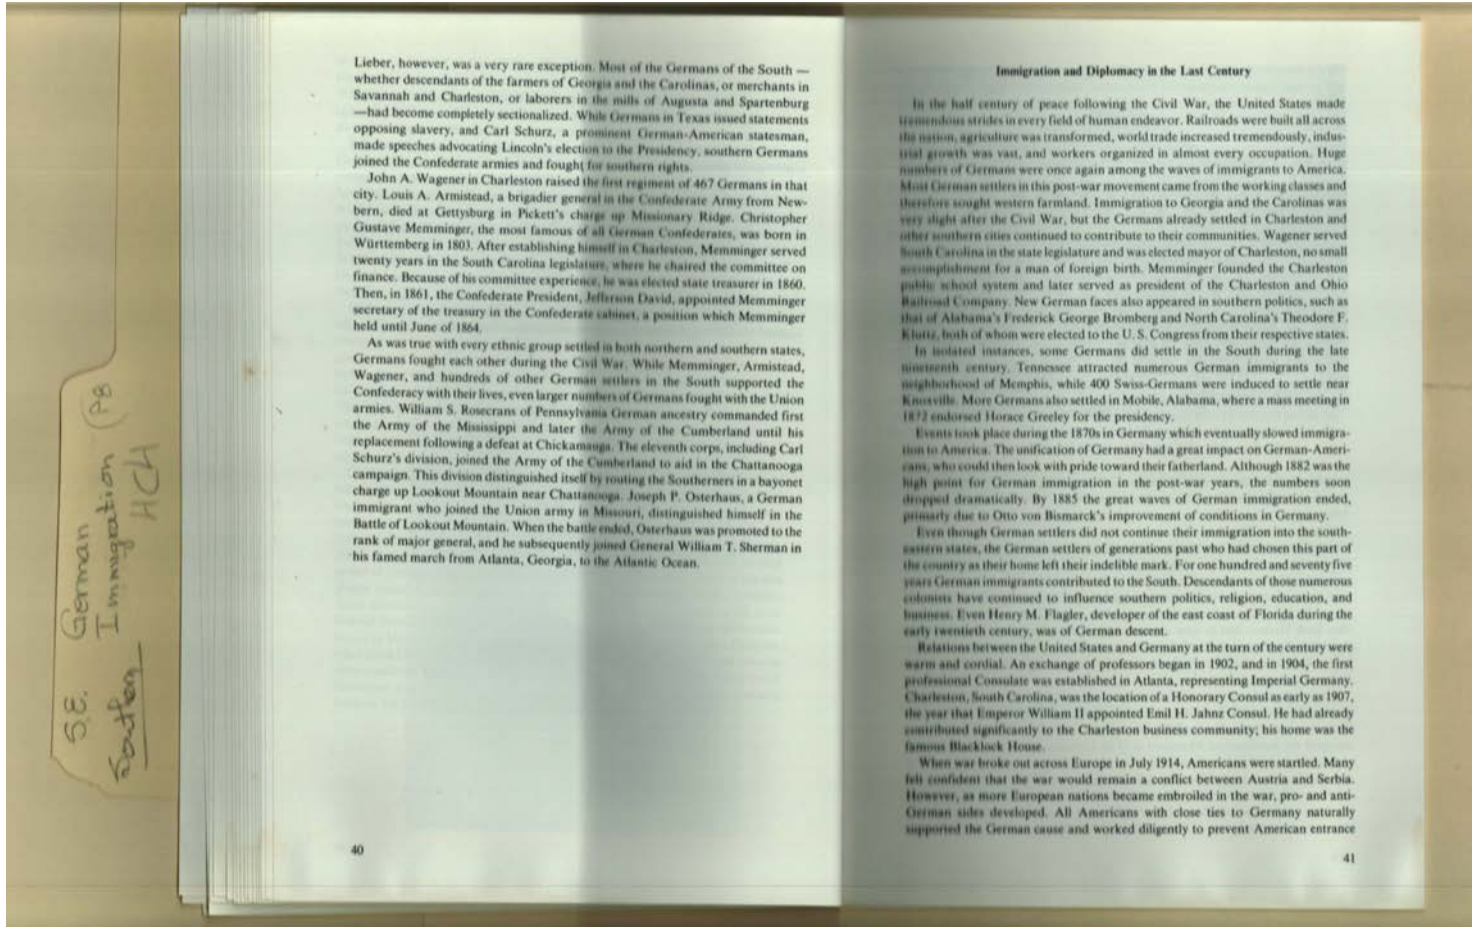 S.E. German
Southern Immigration (P8
HCH
Lieber, however, was a very rare exception. Most of the Germans of the South —
whether descendants of the farmers of Georgia and the Carolinas, or merchants in
Savannah and Charleston, or laborers in the mills of Augusta and Spartenburg
—had become completely sectionalized. While Germans in Texas issued statements
opposing slavery, and Carl Schurz, a prominent German-American statesman,
made speeches advocating Lincoln's election to the Presidency, southern Germans
joined the Confederate armies and fought for southern rights.
John A. Wagener in Charleston raised the first regiment of 467 Germans in that
city. Louis A. Armistead, a brigadier general in the Confederate Army from New-
bern, died at Gettysburg in Pickett's charge up Missionary Ridge. Christopher
Gustave Memminger, the most famous of all German Confederates, was born in
Württemberg in 1803. After establishing himself in Charleston, Memminger served
twenty years in the South Carolina legislature, where he chaired the committee on
finance. Because of his committee experience, he was elected state treasurer in 1860.
Then, in 1861, the Confederate President, Jefferson David, appointed Memminger
secretary of the treasury in the Confederate cabinet, a position which Memminger
held until June of 1864.
As was true with every ethnic group settled in both northern and southern states,
Germans fought each other during the Civil War. While Memminger, Armistead,
Wagener, and hundreds of other German settlers in the South supported the
Confederacy with their lives, even larger numbers of Germans fought with the Union
armies. William S. Rosecrans of Pennsylvania German ancestry commanded first
the Army of the Mississippi and later the Army of the Cumberland until his
replacement following a defeat at Chickamauga. The eleventh corps, including Carl
Schurz's division, joined the Army of the Cumberland to aid in the Chattanooga
campaign. This division distinguished itself by routing the Southerners in a bayonet
charge up Lookout Mountain near Chattanooga. Joseph P. Osterhaus, a German
immigrant who joined the Union army in Missouri, distinguished himself in the
Battle of Lookout Mountain. When the battle ended, Osterhaus was promoted to the
rank of major general, and he subsequently joined General William T. Sherman in
his famed march from Atlanta, Georgia, to the Atlantic Ocean.
40
Immigration and Diplomacy in the Last Century
In the half century of peace following the Civil War, the United States made
tremendous strides in every field of human endeavor. Railroads were built all across
the nation, agriculture was transformed, world trade increased tremendously, indus-
trial growth was vast, and workers organized in almost every occupation. Huge
numbers of Germans were once again among the waves of immigrants to America.
Most German settlers in this post-war movement came from the working classes and
therefore sought western farmland. Immigration to Georgia and the Carolinas was
very slight after the Civil War, but the Germans already settled in Charleston and
other southern cities continued to contribute to their communities. Wagener served
South Carolina in the state legislature and was elected mayor of Charleston, no small
accomplishment for a man of foreign birth. Memminger founded the Charleston
public school system and later served as president of the Charleston and Ohio
Railroad Company. New German faces also appeared in southern politics, such as
that of Alabama's Frederick George Bromberg and North Carolina's Theodore F.
Klutz, both of whom were elected to the U. S. Congress from their respective states.
In isolated instances, some Germans did settle in the South during the late
nineteenth century. Tennessee attracted numerous German immigrants to the
neighborhood of Memphis, while 400 Swiss-Germans were induced to settle near
Knoxville. More Germans also settled in Mobile, Alabama, where a mass meeting in
1872 endorsed Horace Greeley for the presidency.
Events took place during the 1870s in Germany which eventually slowed immigra-
tion to America. The unification of Germany had a great impact on German-Ameri-
cans, who could then look with pride toward their fatherland. Although 1882 was the
high point for German immigration in the post-war years, the numbers soon
dropped dramatically. By 1885 the great waves of German immigration ended,
primarly due to Otto von Bismarck's improvement of conditions in Germany.
Even though German settlers did not continue their immigration into the south-
eastern states, the German settlers of generations past who had chosen this part of
the country as their home left their indelible mark. For one hundred and seventy five
years German immigrants contributed to the South. Descendants of those numerous
colonists have continued to influence southern politics, religion, education, and
business. Even Henry M. Flagler, developer of the east coast of Florida during the
early twentieth century, was of German descent.
Relations between the United States and Germany at the turn of the century were
warm and cordial. An exchange of professors began in 1902, and in 1904, the first
professional Consulate was established in Atlanta, representing Imperial Germany.
Charleston, South Carolina, was the location of a Honorary Consul as early as 1907,
the year that Emperor William II appointed Emil H. Jahnz Consul. He had already
contributed significantly to the Charleston business community; his home was the
famous Blacklock House.
When war broke out across Europe in July 1914, Americans were startled. Many
felt confident that the war would remain a conflict between Austria and Serbia.
However, as more European nations became embroiled in the war, pro- and anti-
German sides developed. All Americans with close ties to Germany naturally
supported the German cause and worked diligently to prevent American entrance
41